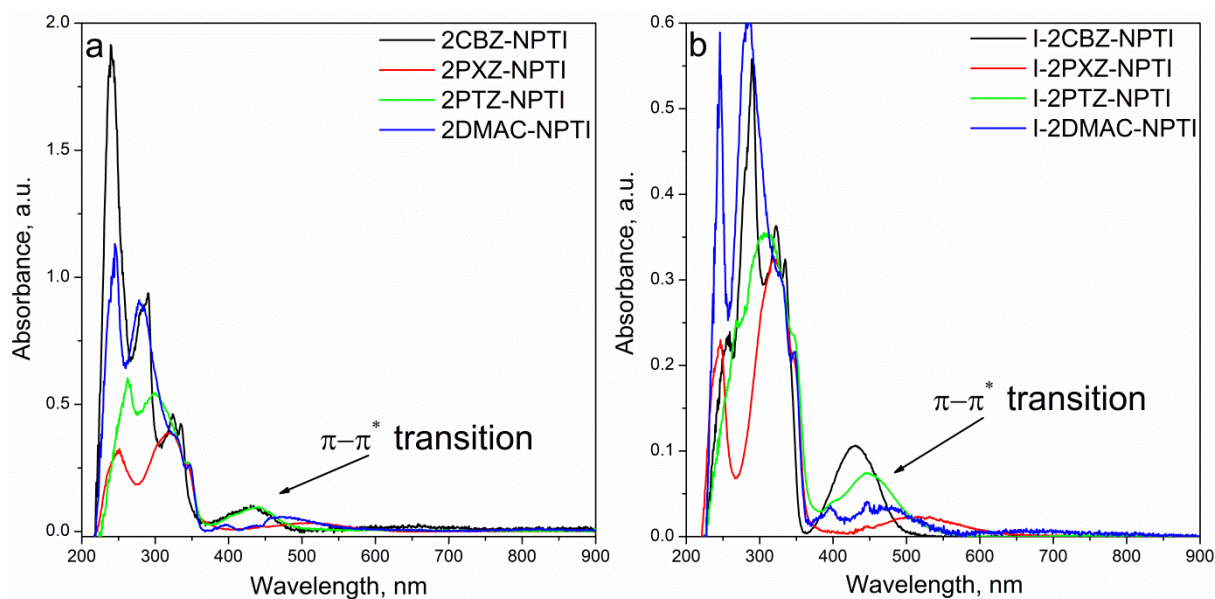 a
2CBZ-NPTI
2PXZ-NPTI
2PTZ-NPTI
2DMAC-NPTI
π−π* transition
Absorbance, a.u.
2.0
1.5
1.0
0.5
0.0
200 300 400 500 600 700 800 900
Wavelength, nm
b
I-2CBZ-NPTI
I-2PXZ-NPTI
I-2PTZ-NPTI
I-2DMAC-NPTI
π−π* transition
Absorbance, a.u.
0.6
0.5
0.4
0.3
0.2
0.1
0.0
200 300 400 500 600 700 800 900
Wavelength, nm